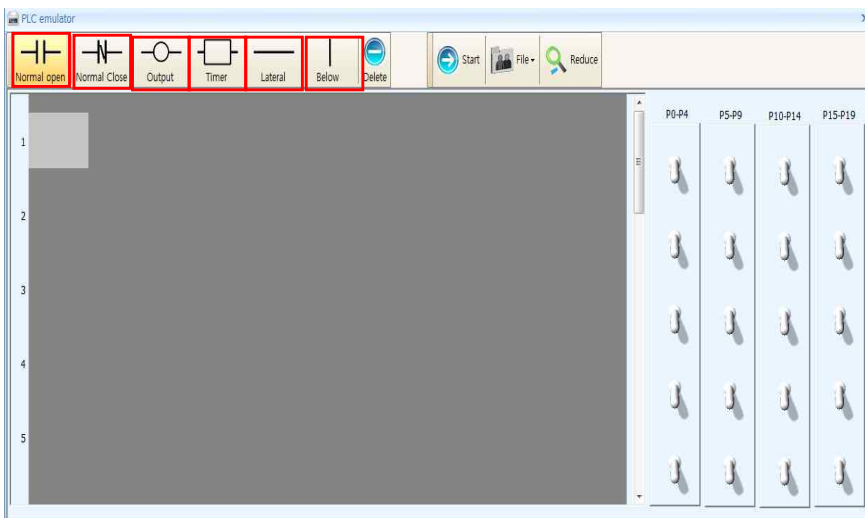 PLC emulator
Normal open Normal Close Output Timer Lateral Below Delete Start File Reduce
P0-P4 P5-P9 P10-P14 P15-P19
1
2
3
4
5